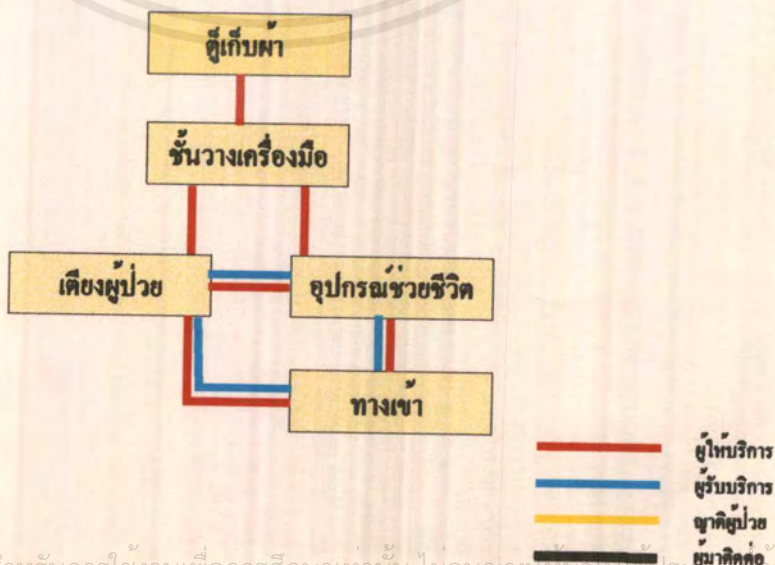 ตู้เก็บผ้า
ชั้นวางเครื่องมือ
เตียงผู้ป่วย
อุปกรณ์ช่วยชีวิต
ทางเข้า
ผู้ให้บริการ
ผู้รับบริการ
ญาติผู้ป่วย
ผู้มาติดต่อ